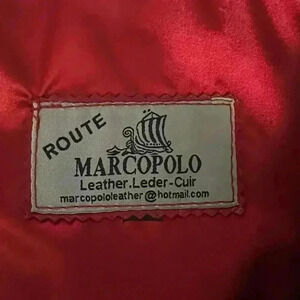 ROUTE
MARCOPOLO
Leather.Leder-Cuir
marcopololeather@hotmail.com